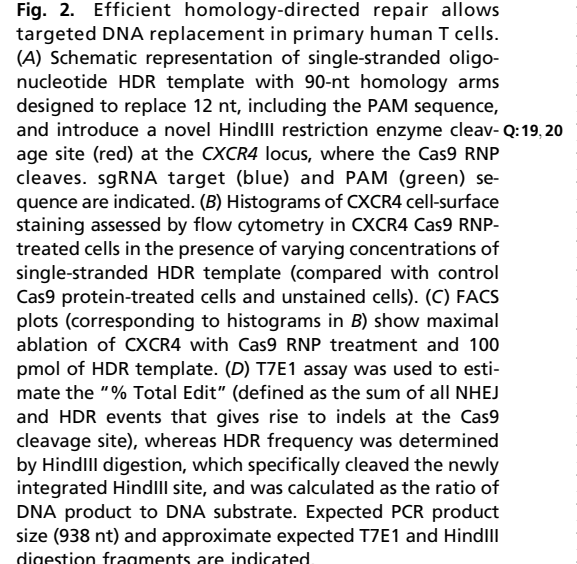 Fig. 2. Efficient homology-directed repair allows
targeted DNA replacement in primary human T cells.
(A) Schematic representation of single-stranded oligo-
nucleotide HDR template with 90-nt homology arms
designed to replace 12 nt, including the PAM sequence,
and introduce a novel HindIII restriction enzyme cleav- Q:19, 20
age site (red) at the CXCR4 locus, where the Cas9 RNP
cleaves. sgRNA target (blue) and PAM (green) se-
quence are indicated. (B) Histograms of CXCR4 cell-surface
staining assessed by flow cytometry in CXCR4 Cas9 RNP-
treated cells in the presence of varying concentrations of
single-stranded HDR template (compared with control
Cas9 protein-treated cells and unstained cells). (C) FACS
plots (corresponding to histograms in B) show maximal
ablation of CXCR4 with Cas9 RNP treatment and 100
pmol of HDR template. (D) T7E1 assay was used to esti-
mate the "% Total Edit" (defined as the sum of all NHEJ
and HDR events that gives rise to indels at the Cas9
cleavage site), whereas HDR frequency was determined
by HindIII digestion, which specifically cleaved the newly
integrated HindIII site, and was calculated as the ratio of
DNA product to DNA substrate. Expected PCR product
size (938 nt) and approximate expected T7E1 and HindIII
digestion fragments are indicated.